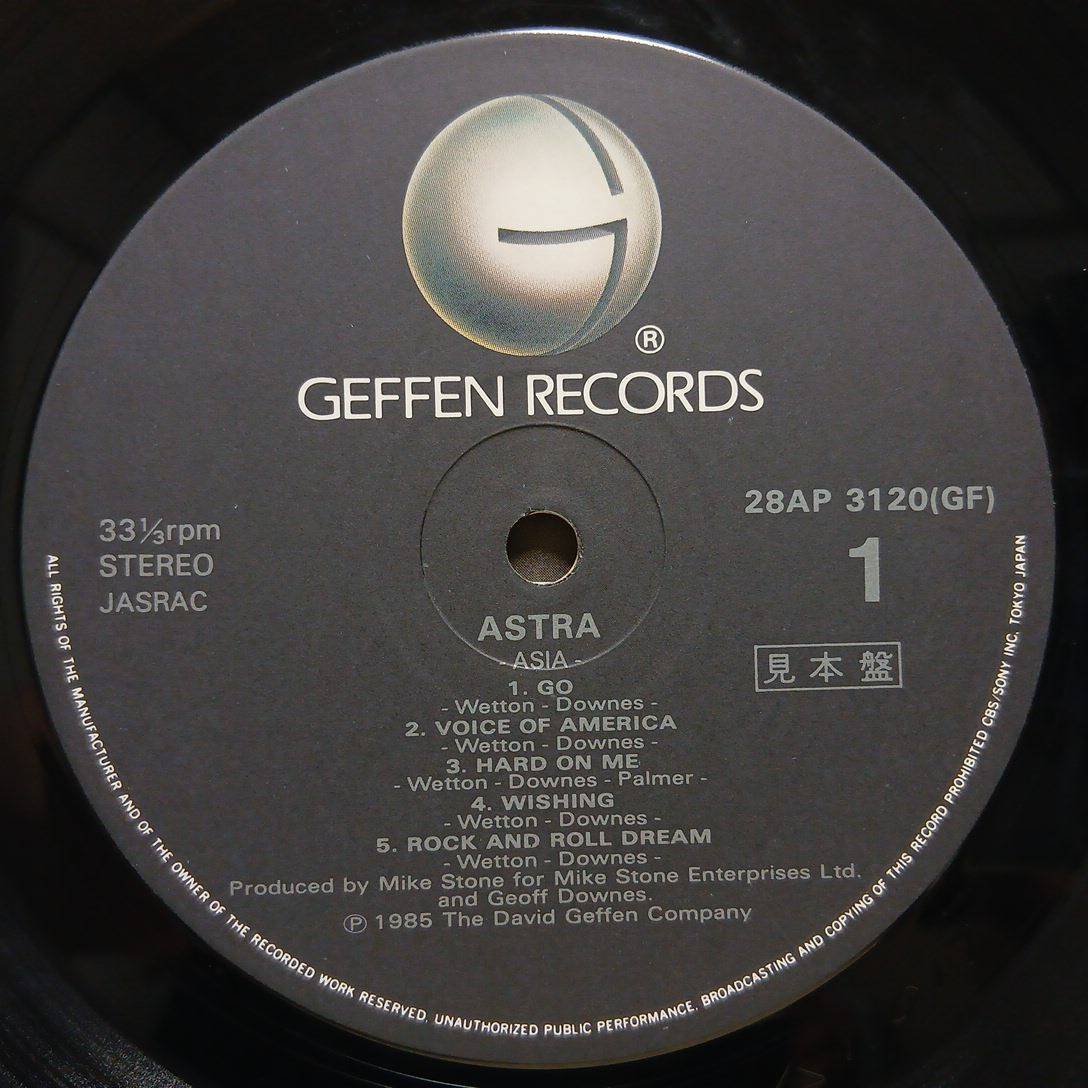 ®
GEFFEN RECORDS
33⅓rpm
STEREO
JASRAC
28AP 3120(GF)
1
見本盤
ASTRA
- ASIA -
1. GO
- Wetton - Downes -
2. VOICE OF AMERICA
- Wetton - Downes -
3. HARD ON ME
- Wetton - Downes - Palmer -
4. WISHING
- Wetton - Downes -
5. ROCK AND ROLL DREAM
- Wetton - Downes -
Produced by Mike Stone for Mike Stone Enterprises Ltd.
and Geoff Downes.
Ⓟ 1985 The David Geffen Company
ALL RIGHTS OF THE MANUFACTURER AND OF THE OWNER OF THE RECORDED WORK RESERVED. UNAUTHORIZED PUBLIC PERFORMANCE. BROADCASTING AND COPYING OF THIS RECORD PROHIBITED CBS/SONY INC. TOKYO JAPAN